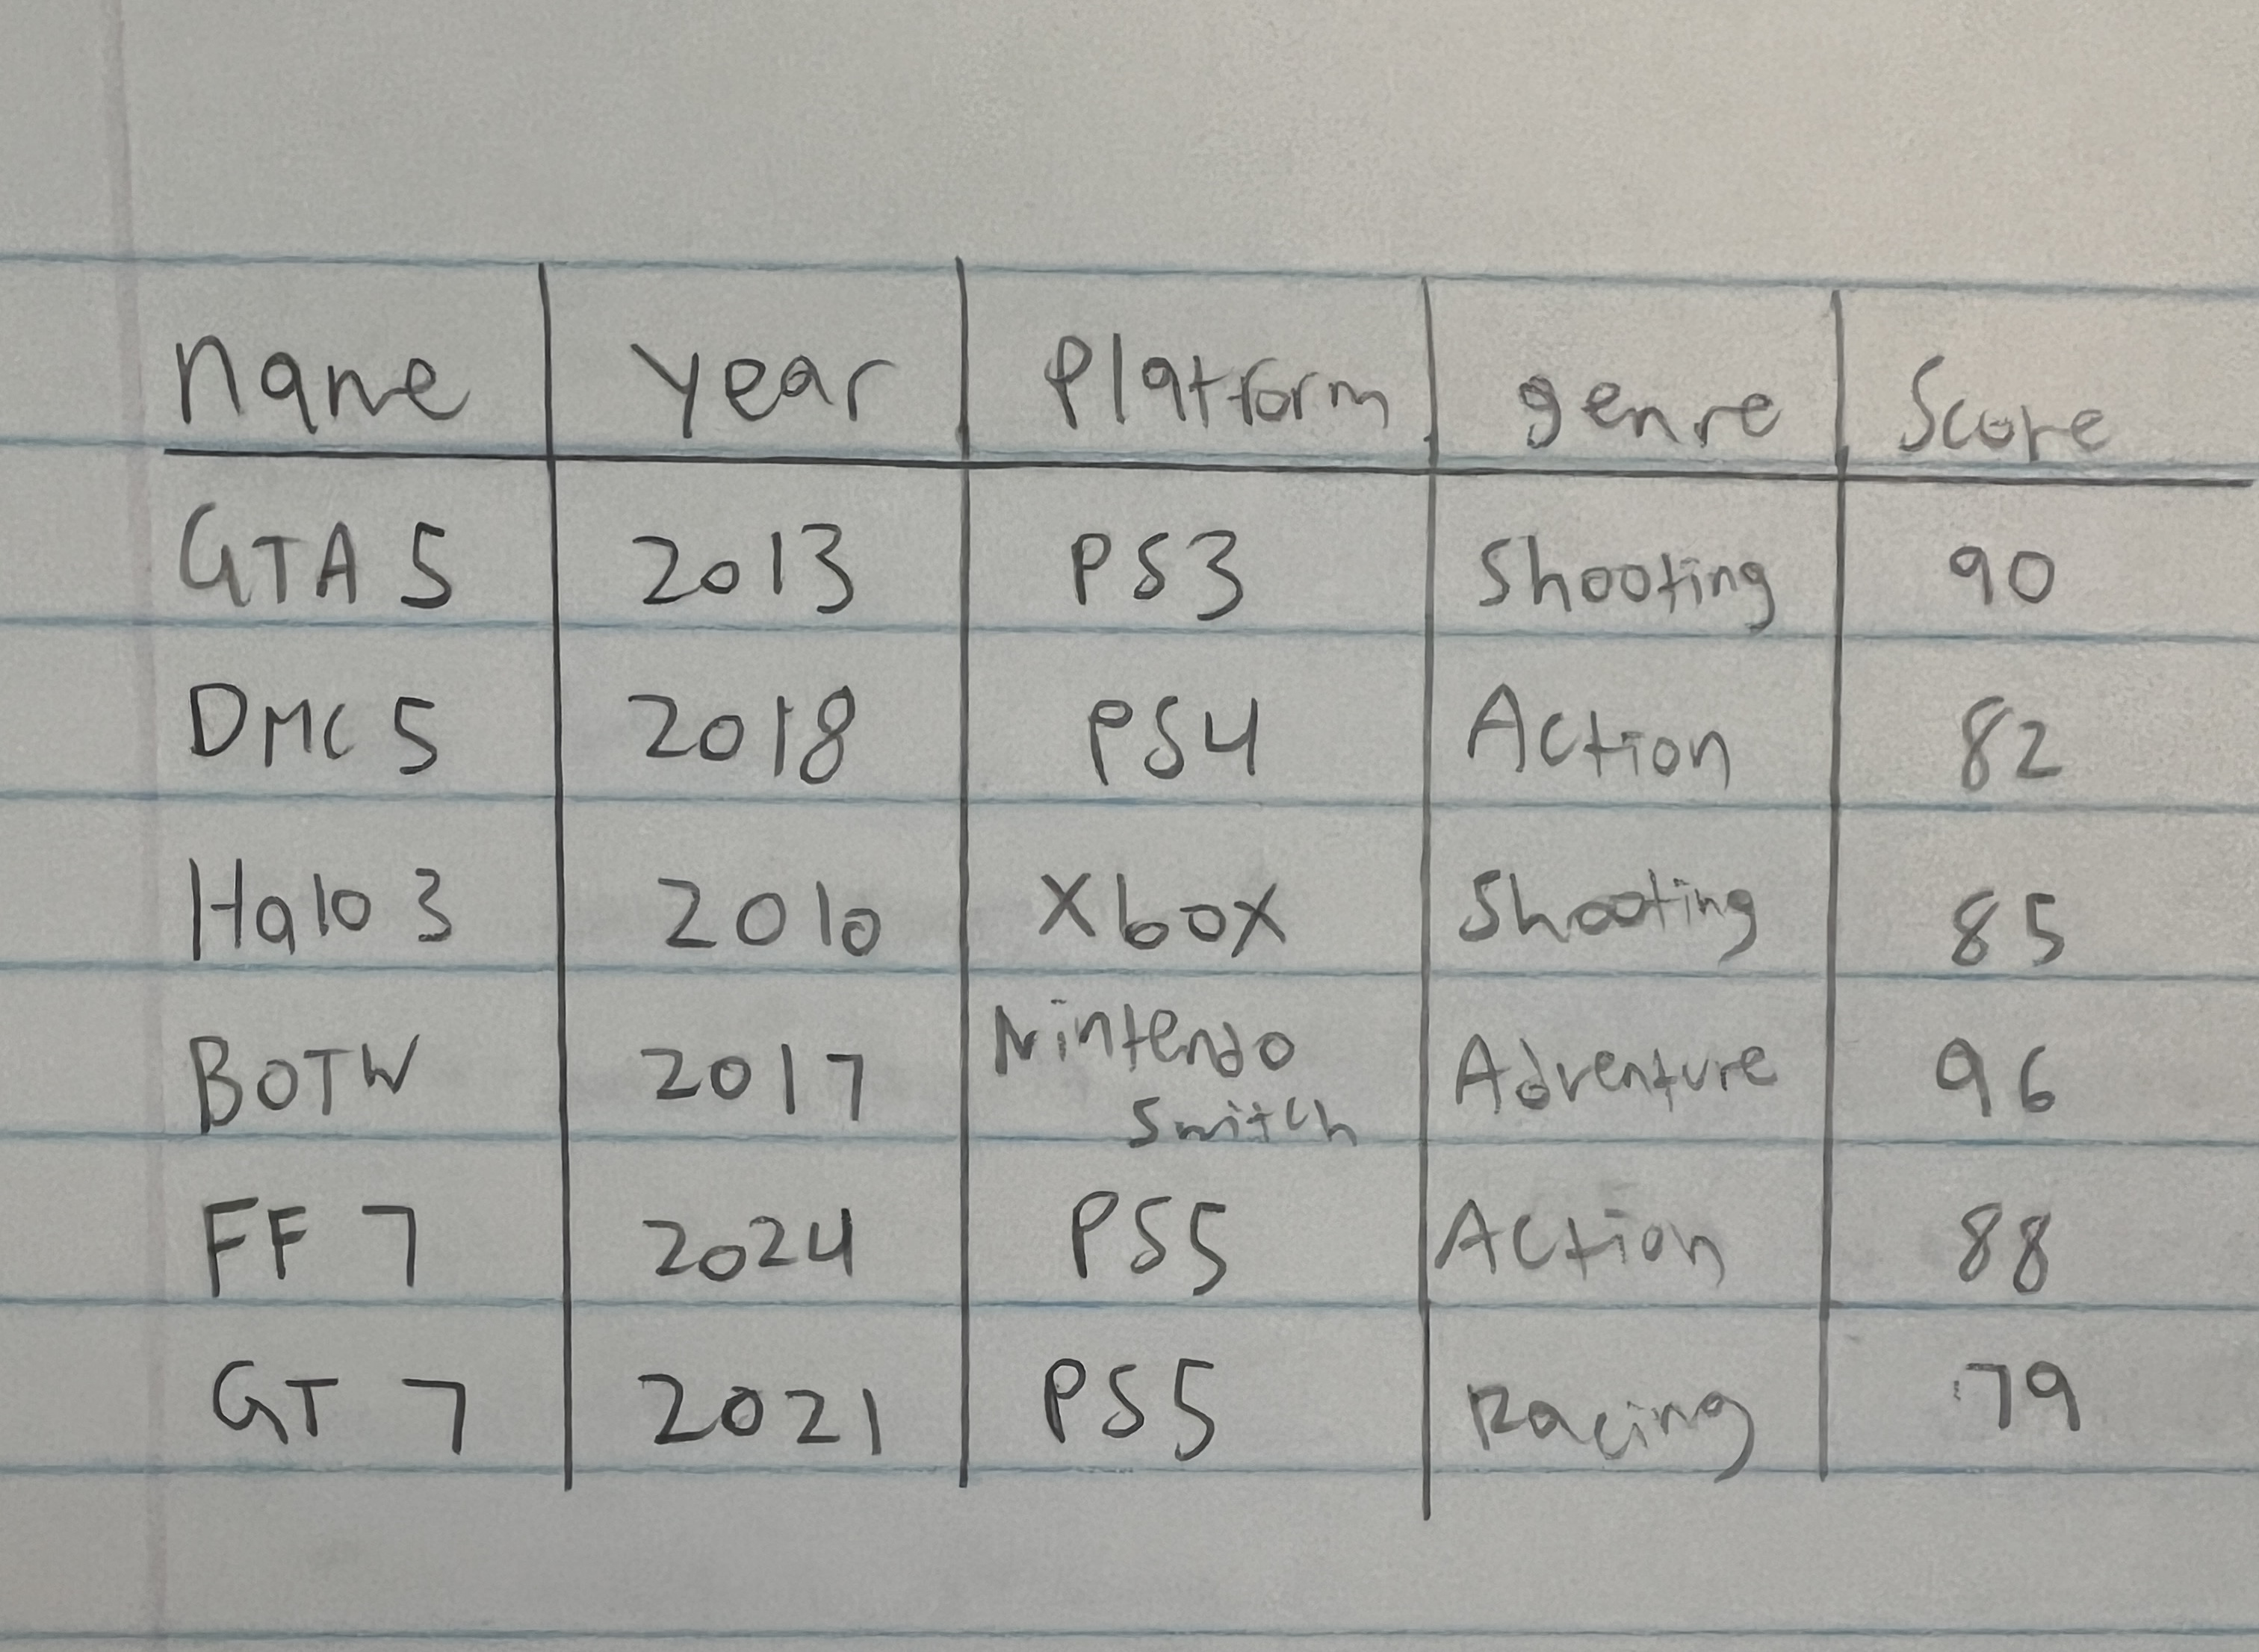 name year Platform genre Score
GTA 5 2013 PS3 Shooting 90
DMC 5 2018 PS4 Action 82
Halo 3 2010 Xbox Shooting 85
BOTW 2017 Nintendo Switch Adventure 96
FF 7 2024 PS5 Action 88
GT 7 2021 PS5 Racing 79